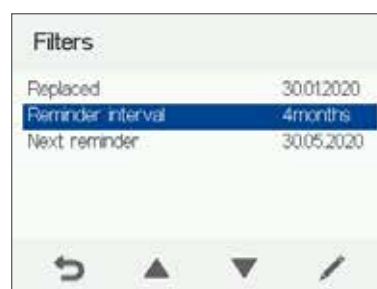 Filters
Replaced 30.01.2020
Reminder interval 4months
Next reminder 30.05.2020